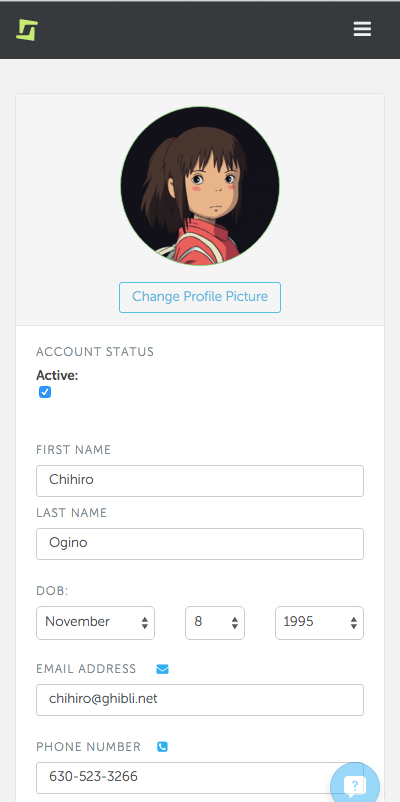 Change Profile Picture
ACCOUNT STATUS
Active:
FIRST NAME
Chihiro
LAST NAME
Ogino
DOB:
November 8 1995
EMAIL ADDRESS
chihiro@ghibli.net
PHONE NUMBER
630-523-3266
?